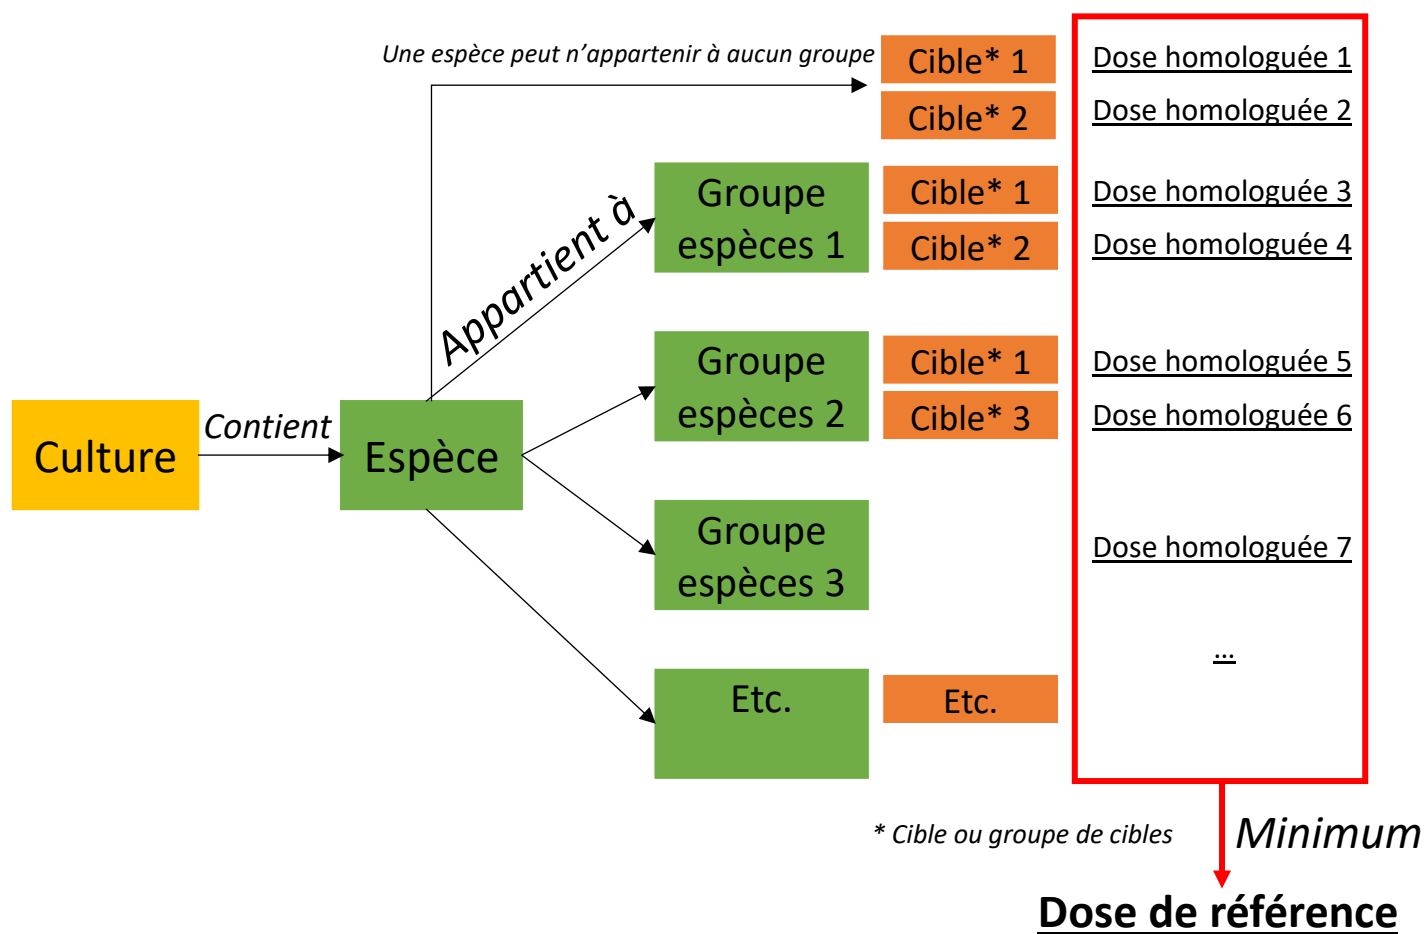 Une espèce peut n'appartenir à aucun groupe
Cible* 1
Dose homologuée 1
Cible* 2
Dose homologuée 2
Appartient à
Groupe
espèces 1
Cible* 1
Dose homologuée 3
Cible* 2
Dose homologuée 4
Groupe
espèces 2
Cible* 1
Dose homologuée 5
Cible* 3
Dose homologuée 6
Culture
Contient
Espèce
Groupe
espèces 3
Dose homologuée 7
...
Etc.
Etc.
* Cible ou groupe de cibles
Minimum
Dose de référence